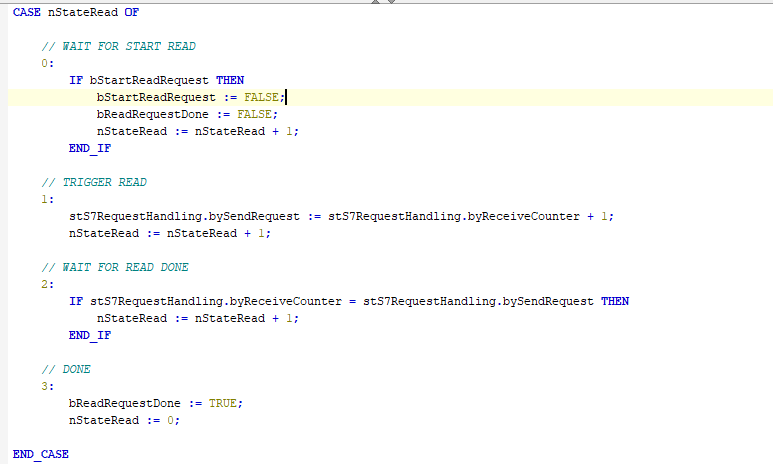 CASE nStateRead OF
// WAIT FOR START READ
0:
IF bStartReadRequest THEN
bStartReadRequest := FALSE;
bReadRequestDone := FALSE;
nStateRead := nStateRead + 1;
END_IF
// TRIGGER READ
1:
stS7RequestHandling.bySendRequest := stS7RequestHandling.byReceiveCounter + 1;
nStateRead := nStateRead + 1;
// WAIT FOR READ DONE
2:
IF stS7RequestHandling.byReceiveCounter = stS7RequestHandling.bySendRequest THEN
nStateRead := nStateRead + 1;
END_IF
// DONE
3:
bReadRequestDone := TRUE;
nStateRead := 0;
END_CASE